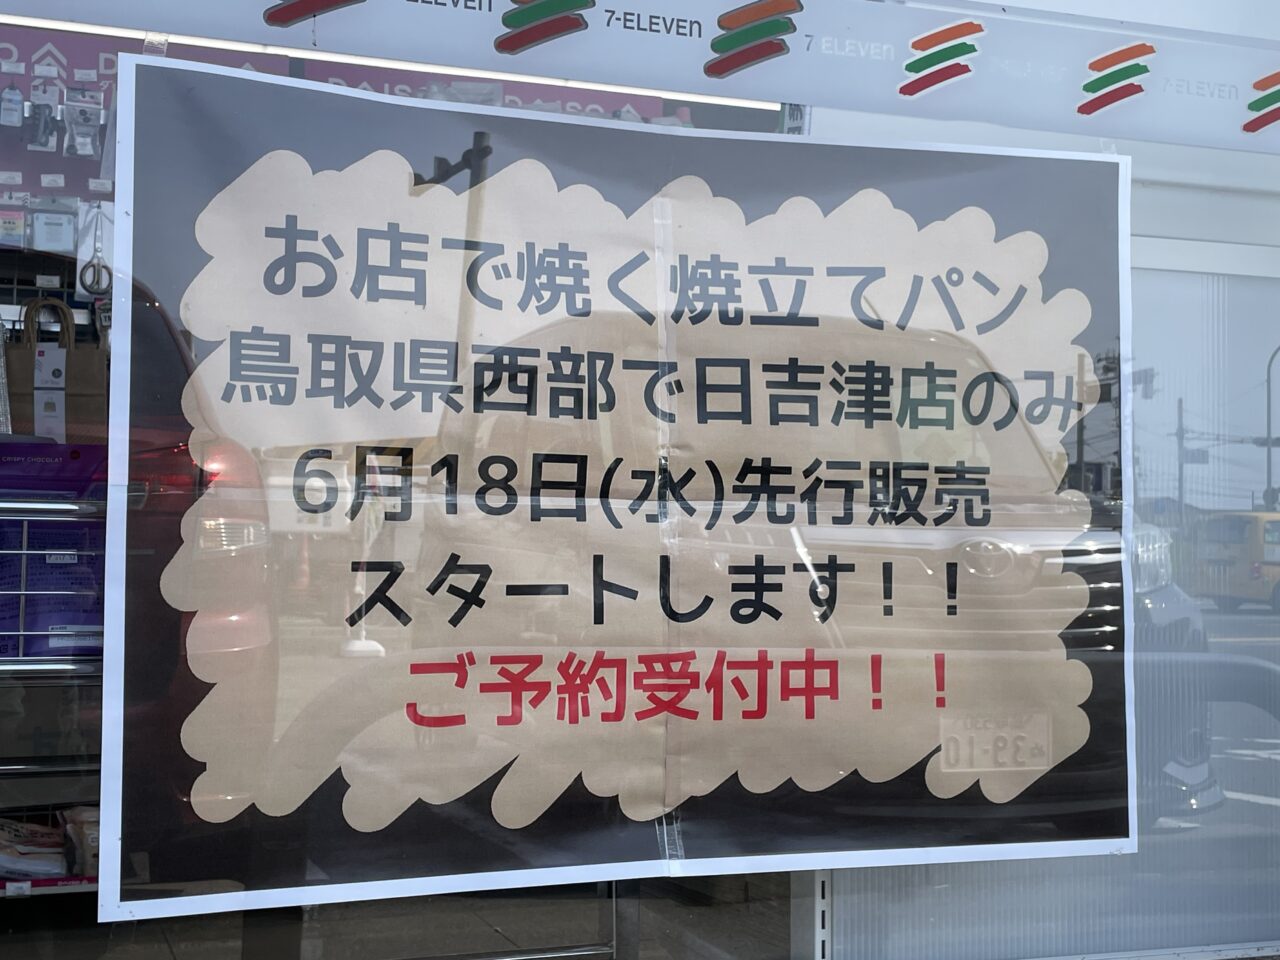 7-ELEVEN
7-ELEVEN
7-ELEVEN
お店で焼く焼立てパン
鳥取県西部で日吉津店のみ
6月18日(水)先行販売
スタートします！！
ご予約受付中！！
CRISPY CHOCOLAT